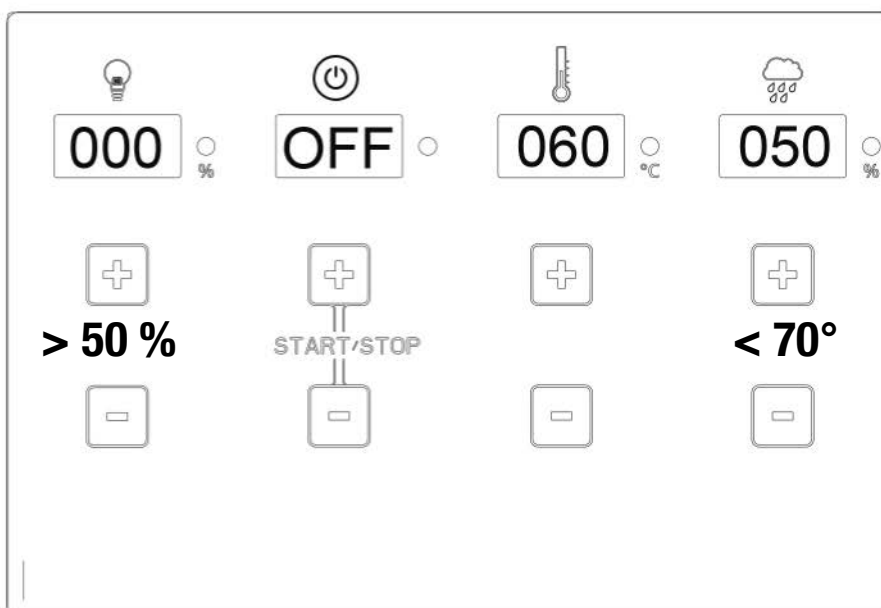 000 % OFF 060 °C 050 %
+ + + +
> 50 % START/STOP < 70°
- - - -